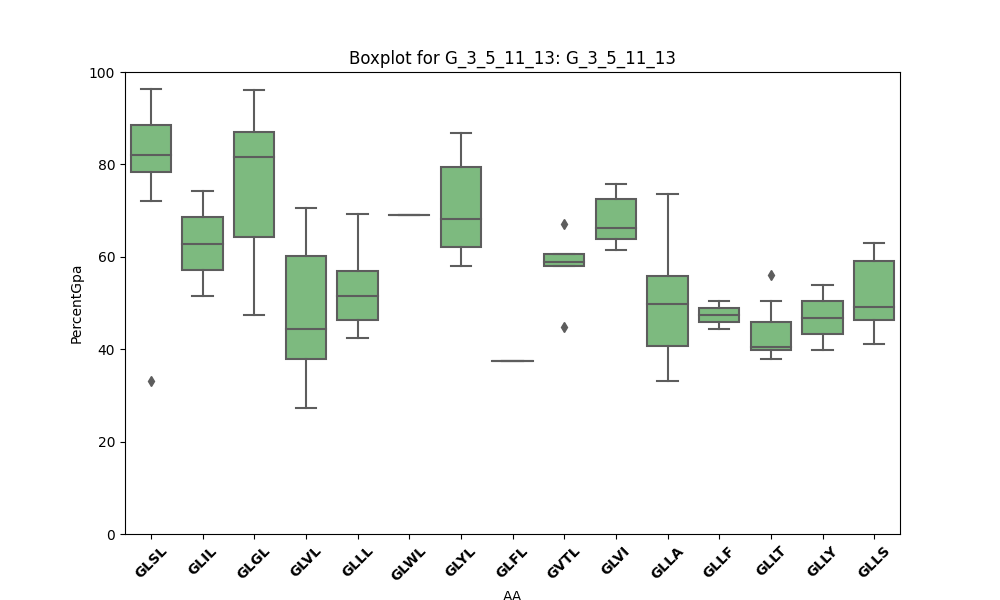 Boxplot for G_3_5_11_13: G_3_5_11_13
PercentGpa
100
80
60
40
20
0
GLSL
GLIL
GLGL
GLVL
GLLL
GLWL
GLYL
GLFL
GVTL
GLVI
GLLA
GLLF
GLLT
GLLY
GLLS
AA